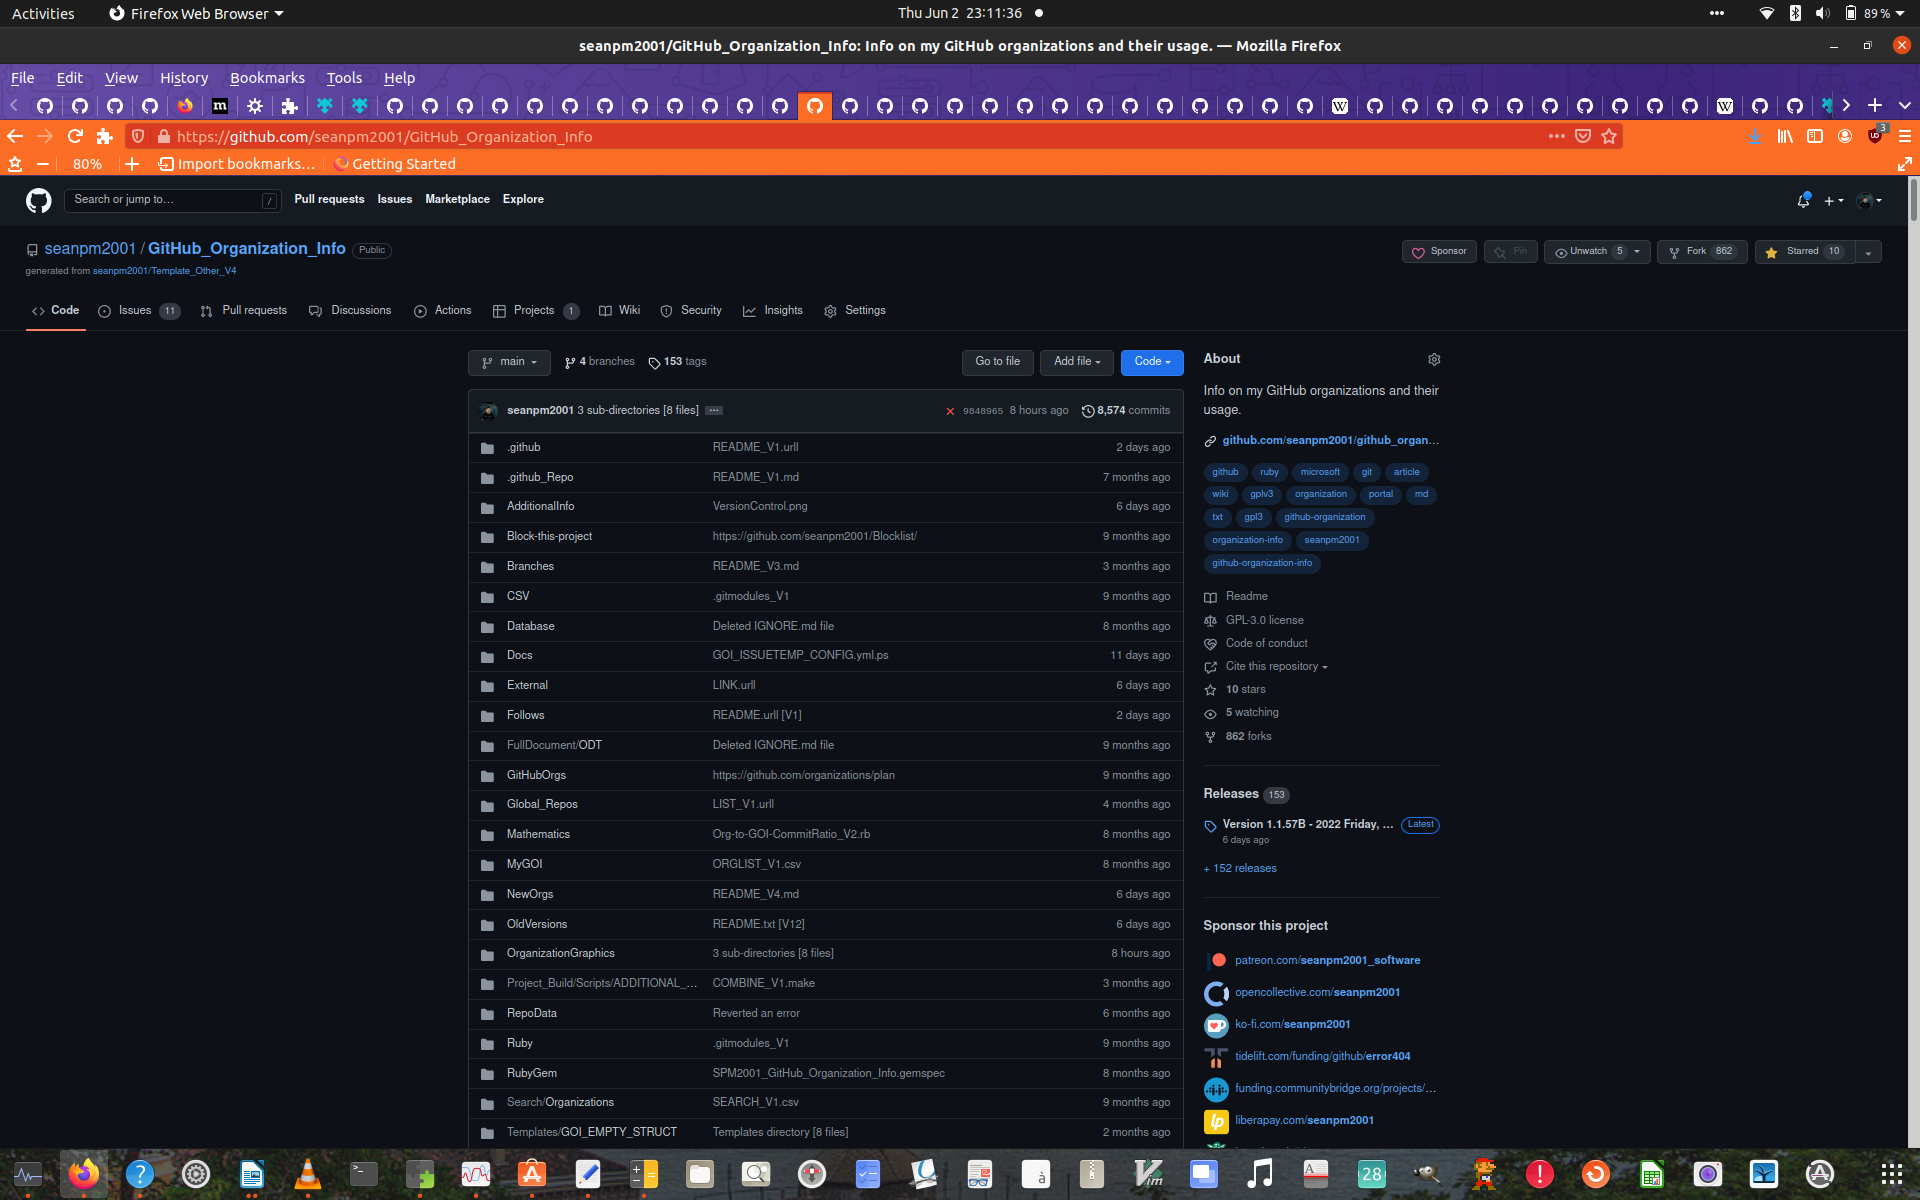 Activities Firefox Web Browser Thu Jun 2 23:11:36 89 %
seanpm2001/GitHub_Organization_Info: Info on my GitHub organizations and their usage. — Mozilla Firefox
File Edit View History Bookmarks Tools Help
https://github.com/seanpm2001/GitHub_Organization_Info 3
80% Import bookmarks… Getting Started
Search or jump to… / Pull requests Issues Marketplace Explore
seanpm2001 / GitHub_Organization_Info Public Sponsor Pin Unwatch 5 Fork 862 Starred 10
generated from seanpm2001/Template_Other_V4
Code Issues 11 Pull requests Discussions Actions Projects 1 Wiki Security Insights Settings
main 4 branches 153 tags Go to file Add file Code
seanpm2001 3 sub-directories [8 files] ··· 9848965 8 hours ago 8,574 commits
.github README_V1.urll 2 days ago
.github_Repo README_V1.md 7 months ago
AdditionalInfo VersionControl.png 6 days ago
Block-this-project https://github.com/seanpm2001/Blocklist/ 9 months ago
Branches README_V3.md 3 months ago
CSV .gitmodules_V1 9 months ago
Database Deleted IGNORE.md file 8 months ago
Docs GOI_ISSUETEMP_CONFIG.yml.ps 11 days ago
External LINK.urll 6 days ago
Follows README.urll [V1] 2 days ago
FullDocument/ODT Deleted IGNORE.md file 9 months ago
GitHubOrgs https://github.com/organizations/plan 9 months ago
Global_Repos LIST_V1.urll 4 months ago
Mathematics Org-to-GOI-CommitRatio_V2.rb 8 months ago
MyGOI ORGLIST_V1.csv 8 months ago
NewOrgs README_V4.md 6 days ago
OldVersions README.txt [V12] 6 days ago
OrganizationGraphics 3 sub-directories [8 files] 8 hours ago
Project_Build/Scripts/ADDITIONAL_… COMBINE_V1.make 3 months ago
RepoData Reverted an error 6 months ago
Ruby .gitmodules_V1 9 months ago
RubyGem SPM2001_GitHub_Organization_Info.gemspec 8 months ago
Search/Organizations SEARCH_V1.csv 9 months ago
Templates/GOI_EMPTY_STRUCT Templates directory [8 files] 2 months ago
About
Info on my GitHub organizations and their
usage.
github.com/seanpm2001/github_organ…
github ruby microsoft git article
wiki gplv3 organization portal md
txt gpl3 github-organization
organization-info seanpm2001
github-organization-info
Readme
GPL-3.0 license
Code of conduct
Cite this repository
10 stars
5 watching
862 forks
Releases 153
Version 1.1.57B - 2022 Friday, … Latest
6 days ago
+ 152 releases
Sponsor this project
patreon.com/seanpm2001_software
opencollective.com/seanpm2001
ko-fi.com/seanpm2001
tidelift.com/funding/github/error404
funding.communitybridge.org/projects/…
lp liberapay.com/seanpm2001
28